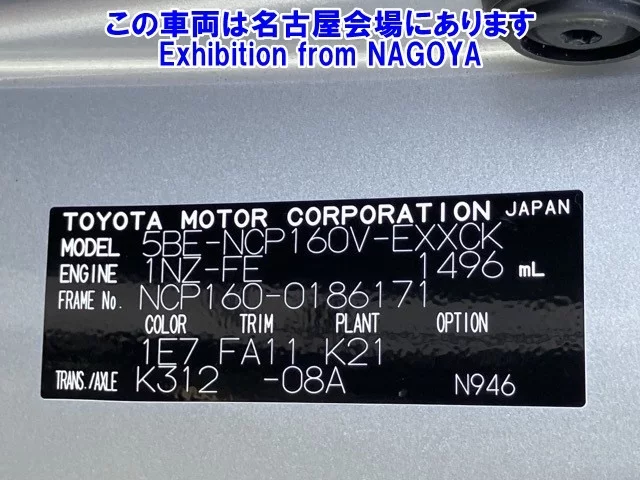 この車両は名古屋会場にあります
Exhibition from NAGOYA
TOYOTA MOTOR CORPORATION JAPAN
MODEL 5BE-NCP160V-EXXCK
ENGINE 1NZ-FE 1496 mL
FRAME No. NCP160-0186171
COLOR TRIM PLANT OPTION
1E7 FA11 K21
TRANS./AXLE K312 -08A N946